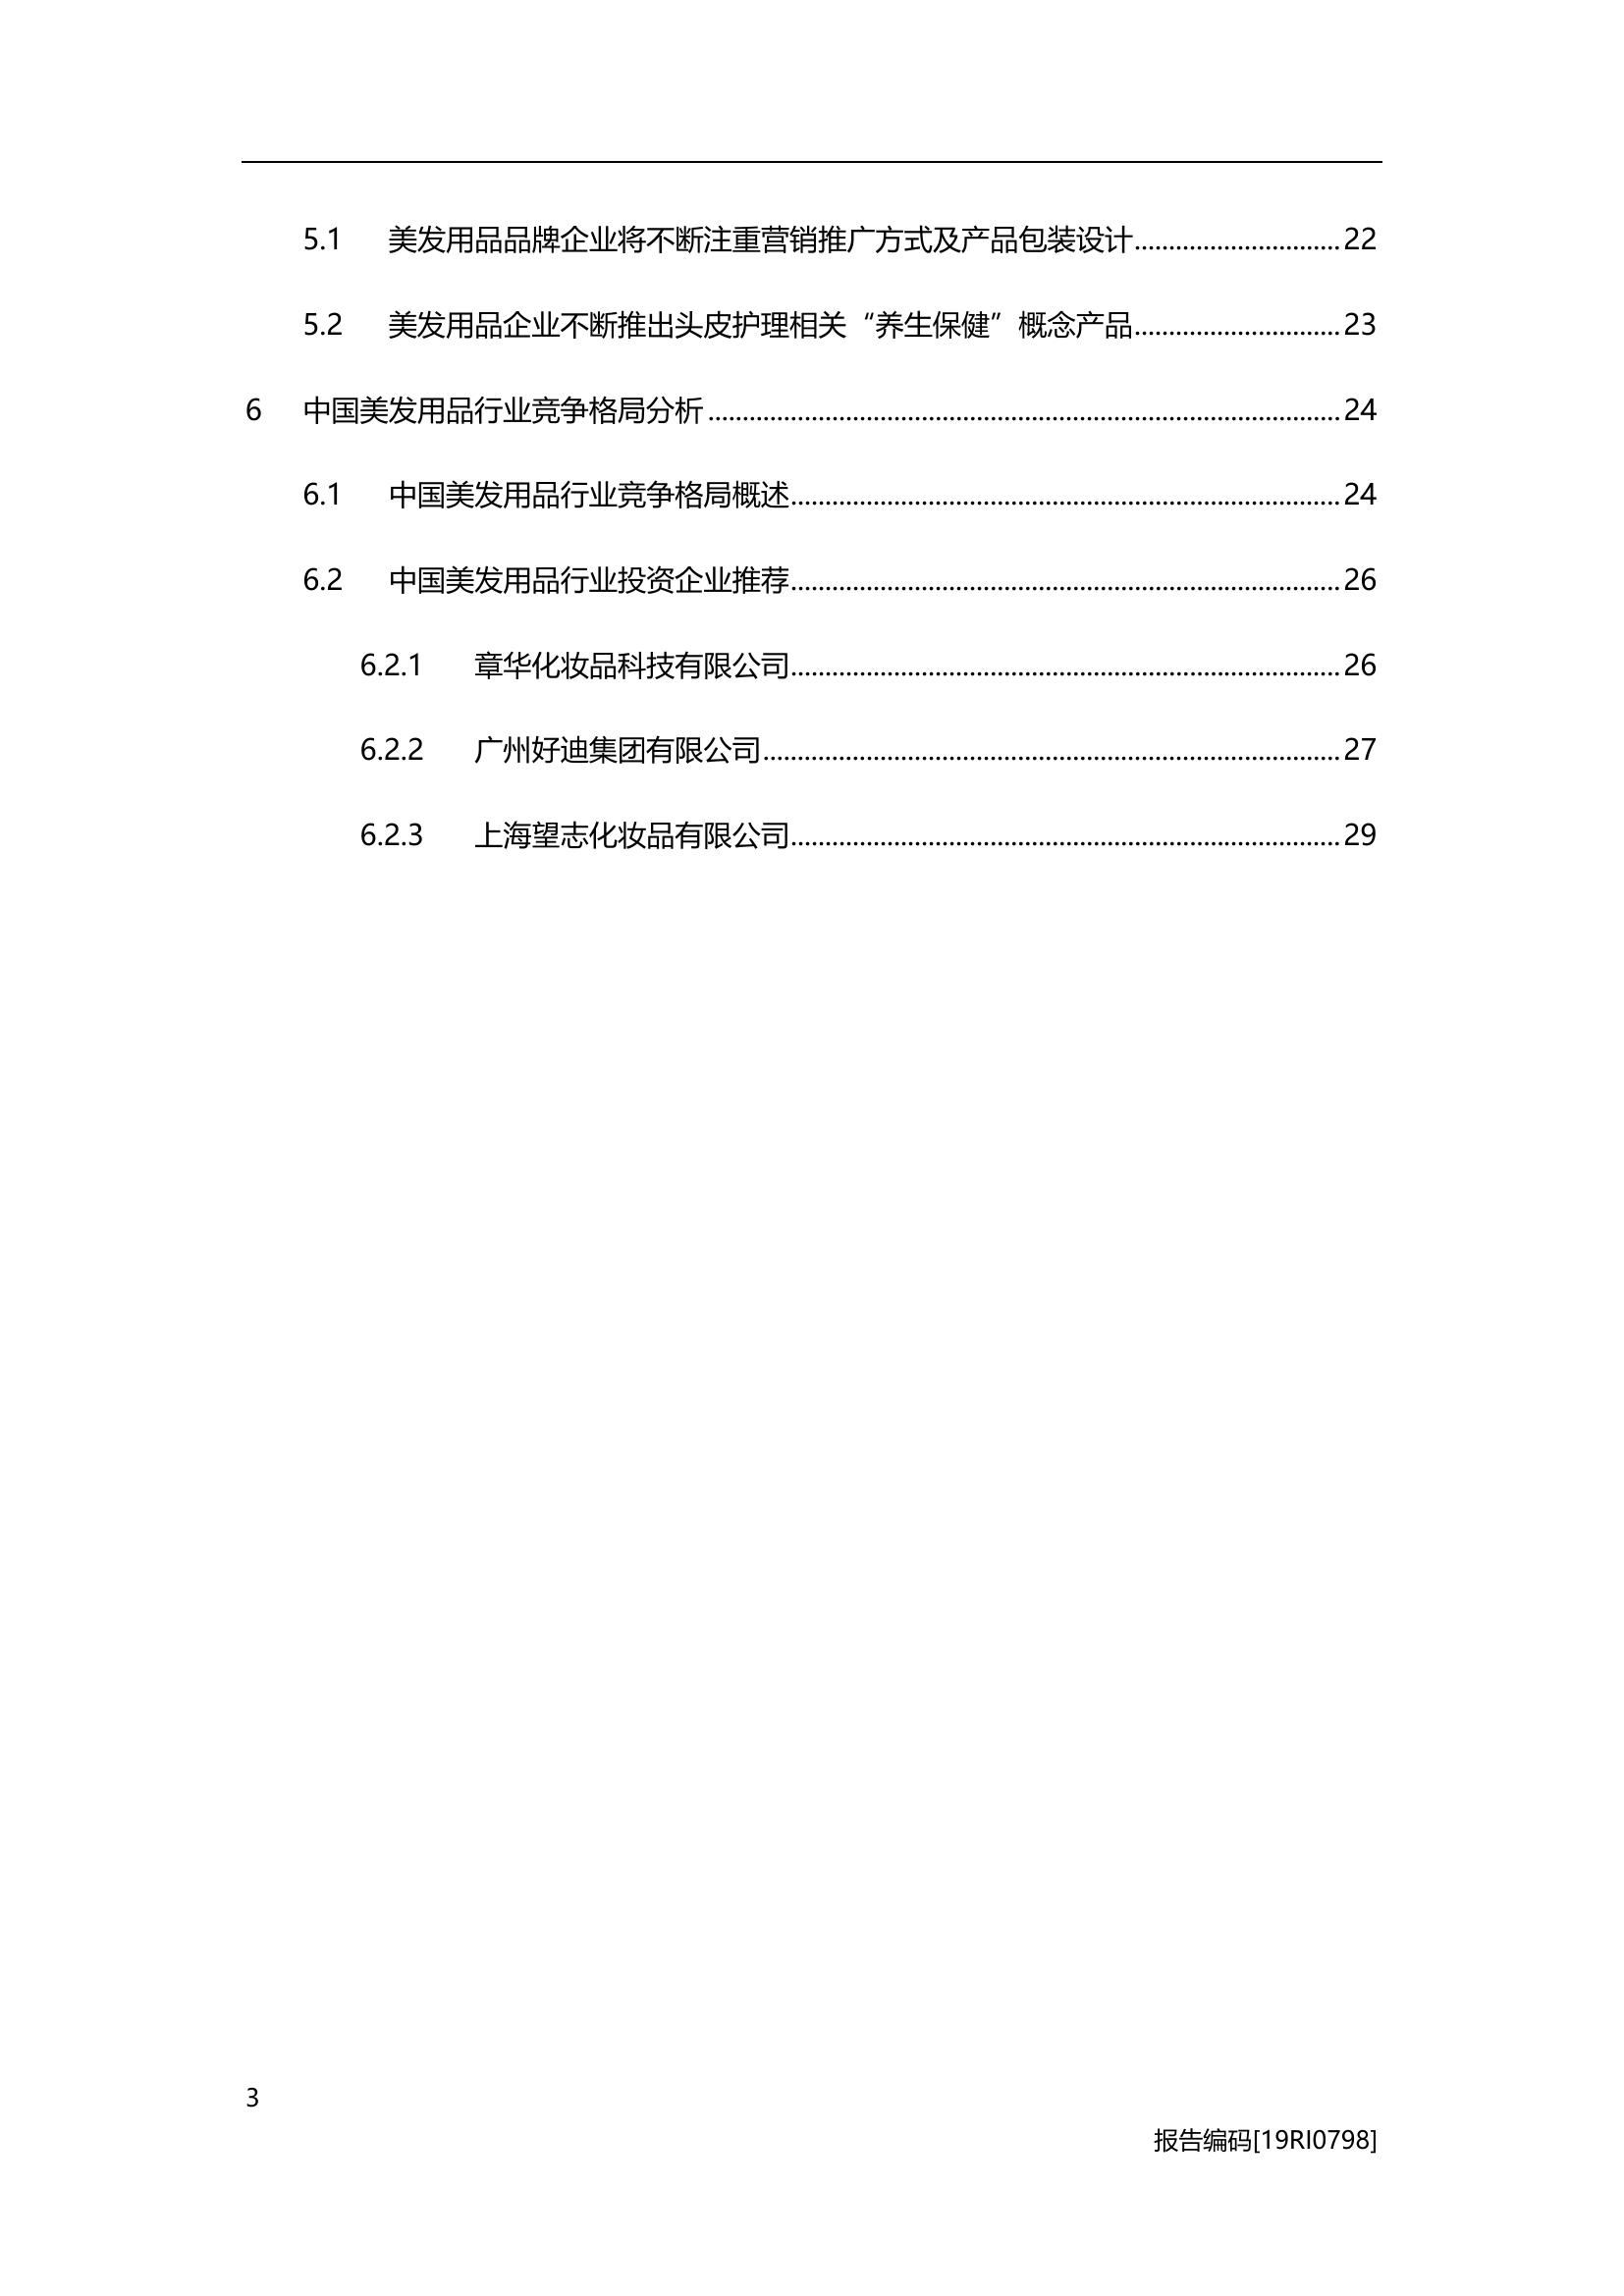 5.1 美发用品品牌企业将不断注重营销推广方式及产品包装设计..............................22
5.2 美发用品企业不断推出头皮护理相关“养生保健”概念产品..............................23
6 中国美发用品行业竞争格局分析............................................................................................24
6.1 中国美发用品行业竞争格局概述................................................................................24
6.2 中国美发用品行业投资企业推荐................................................................................26
6.2.1 章华化妆品科技有限公司................................................................................26
6.2.2 广州好迪集团有限公司....................................................................................27
6.2.3 上海望志化妆品有限公司................................................................................29
3
报告编码[19RI0798]